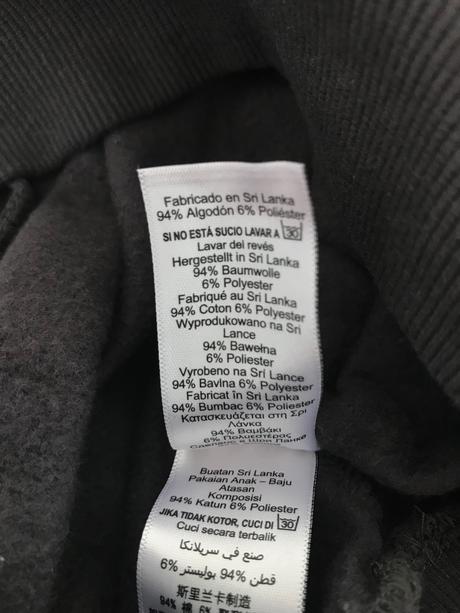 Fabricado en Sri Lanka
94% Algodón 6% Poliéster
SI NO ESTÁ SUCIO LAVAR A 30
Lavar del revés
Hergestellt in Sri Lanka
94% Baumwolle
6% Polyester
Fabriqué au Sri Lanka
94% Coton 6% Polyester
Wyprodukowano na Sri
Lance
94% Bawełna
6% Poliester
Vyrobeno na Srí Lance
94% Bavlna 6% Polyester
Fabricat în Sri Lanka
94% Bumbac 6% Poliester
Κατασκευάζεται στη Σρι
Λάνκα
94% Βαμβάκι
6% Πολυεστέρας
Buatan Sri Lanka
Pakaian Anak – Baju
Atasan
Komposisi
94% Katun 6% Poliester
JIKA TIDAK KOTOR, CUCI DI 30
Cuci secara terbalik
صنع في سريلانكا
قطن 94% بوليستر 6%
斯里兰卡制造
94% 棉 6%